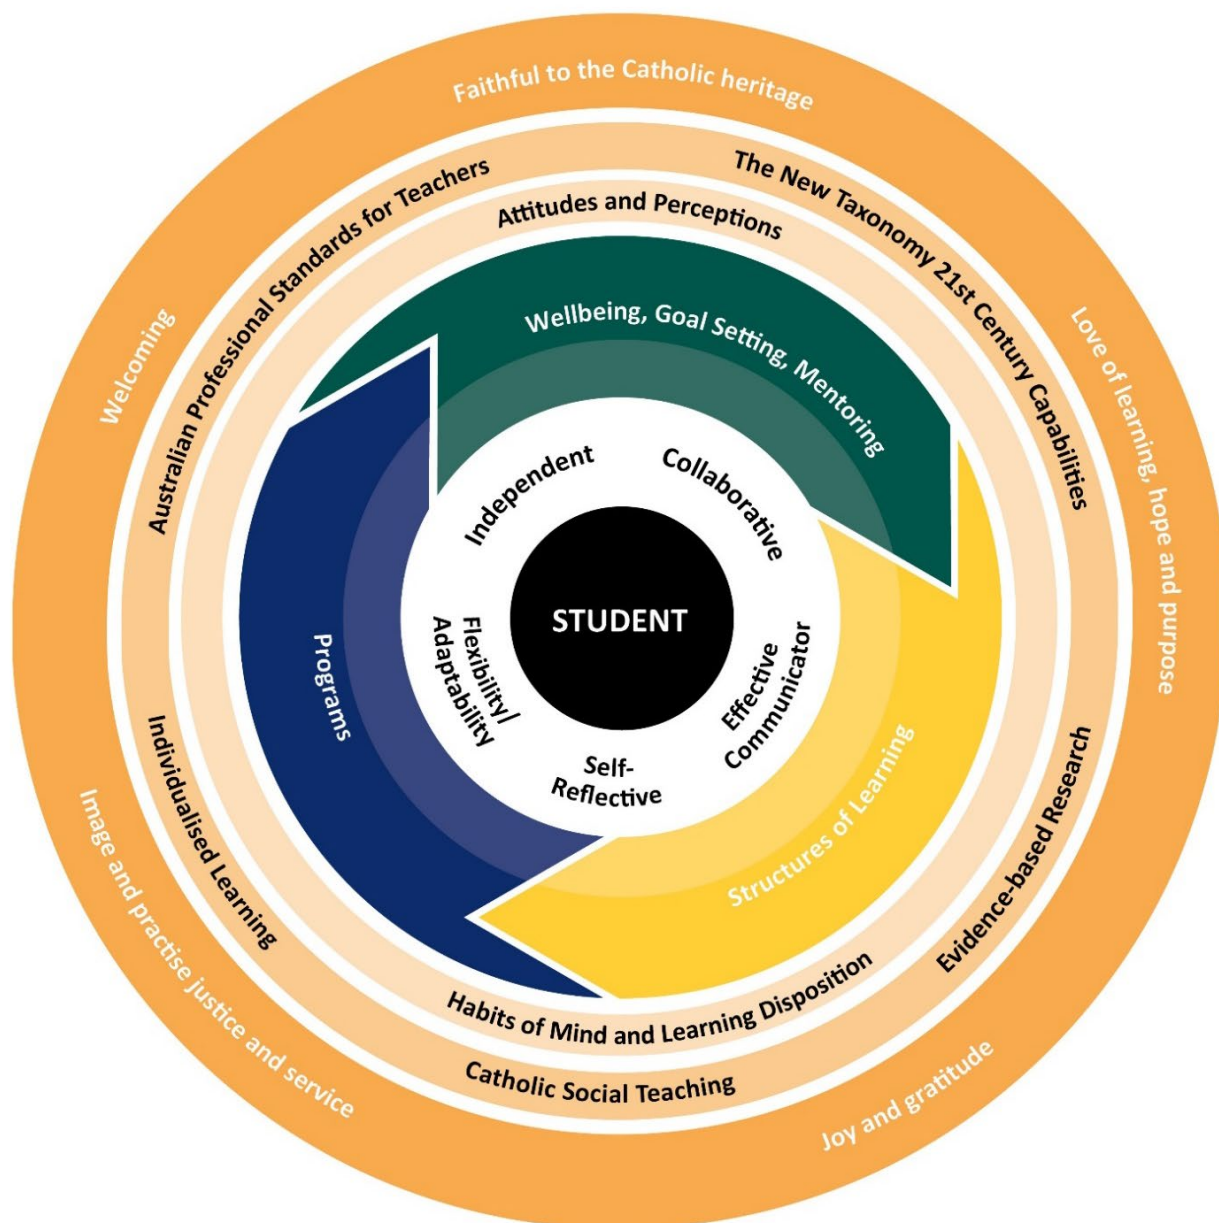 Faithful to the Catholic heritage
Welcoming
Love of learning, hope and purpose
Image and practise justice and service
Joy and gratitude
Australian Professional Standards for Teachers
The New Taxonomy 21st Century Capabilities
Individualised Learning
Evidence-based Research
Catholic Social Teaching
Attitudes and Perceptions
Habits of Mind and Learning Disposition
Wellbeing, Goal Setting, Mentoring
Programs
Structures of Learning
Independent
Collaborative
Flexibility/
Adaptability
Effective
Communicator
Self-
Reflective
STUDENT